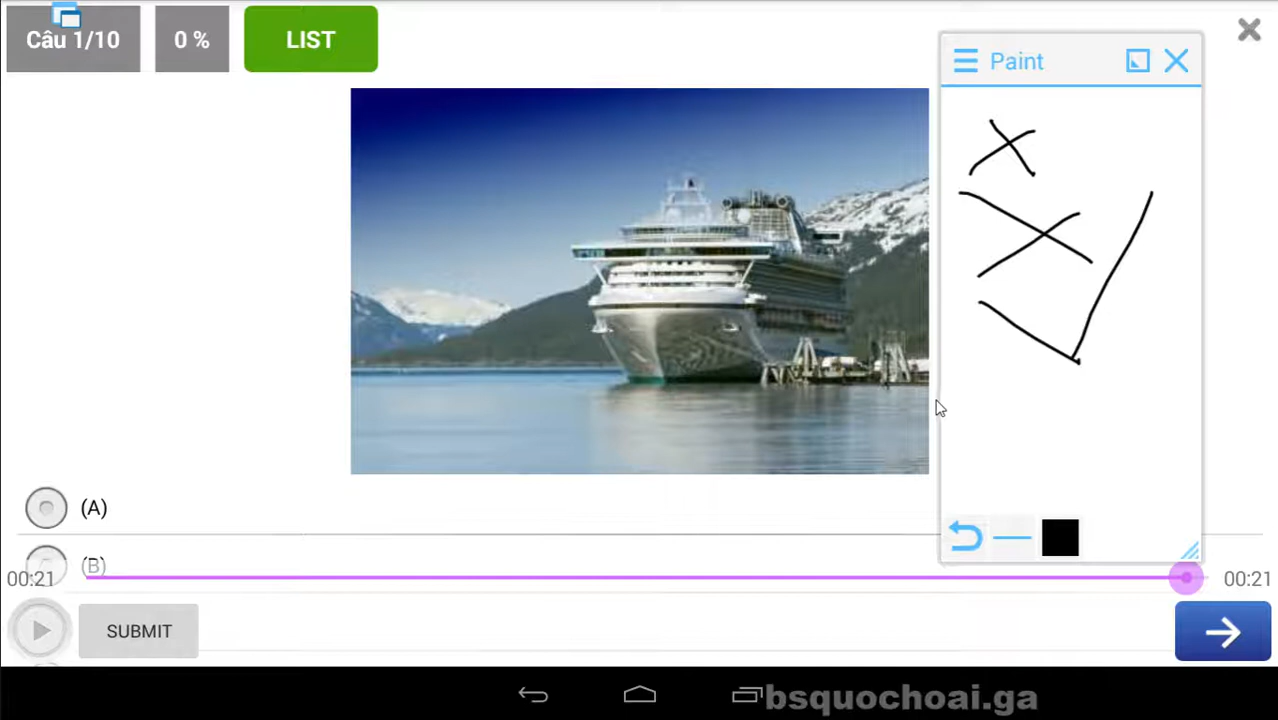 Câu 1/10 0 % LIST
Paint
(A)
(B)
00:21 00:21
SUBMIT
bsquochoai.ga